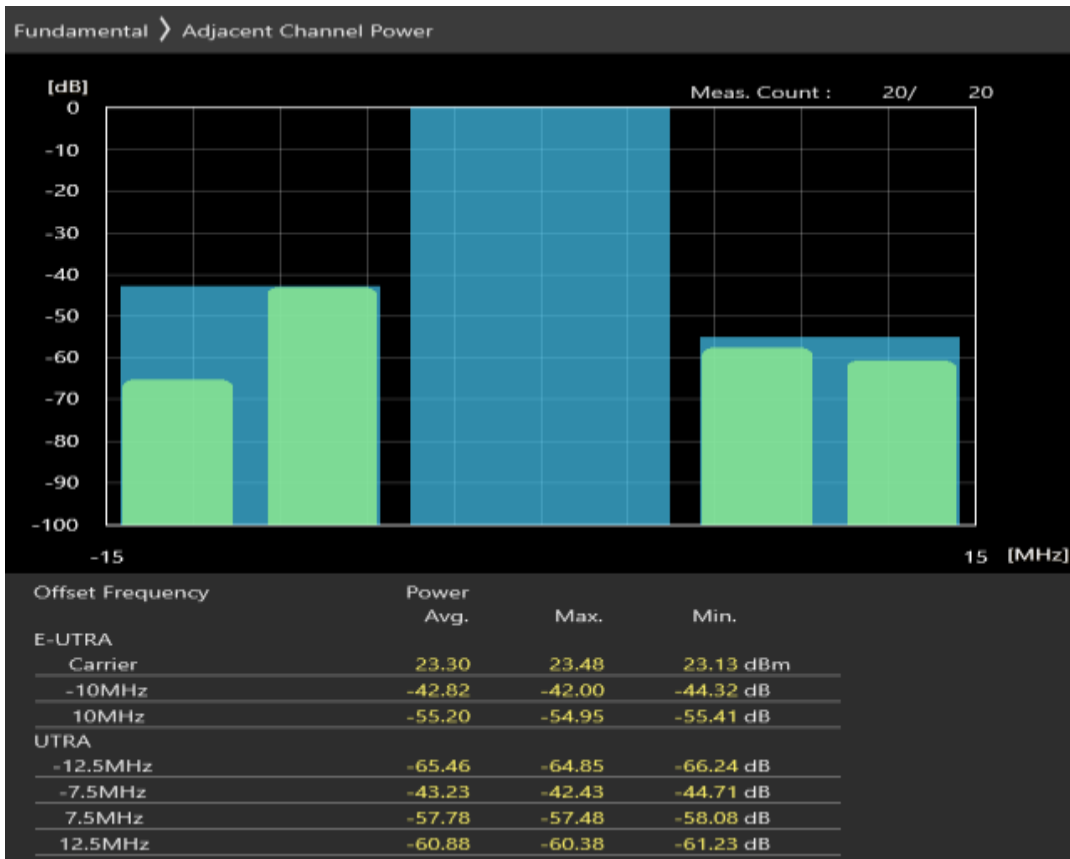 Fundamental ❯ Adjacent Channel Power
[dB]
Meas. Count : 20/ 20
0
-10
-20
-30
-40
-50
-60
-70
-80
-90
-100
-15 15 [MHz]
Offset Frequency Power
Avg. Max. Min.
E-UTRA
Carrier 23.30 23.48 23.13 dBm
-10MHz -42.82 -42.00 -44.32 dB
10MHz -55.20 -54.95 -55.41 dB
UTRA
-12.5MHz -65.46 -64.85 -66.24 dB
-7.5MHz -43.23 -42.43 -44.71 dB
7.5MHz -57.78 -57.48 -58.08 dB
12.5MHz -60.88 -60.38 -61.23 dB